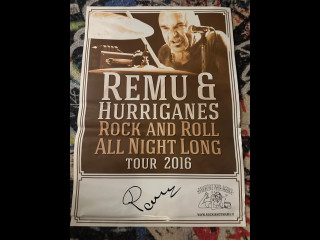 REMU &
HURRIGANES
ROCK AND ROLL
ALL NIGHT LONG
TOUR 2016